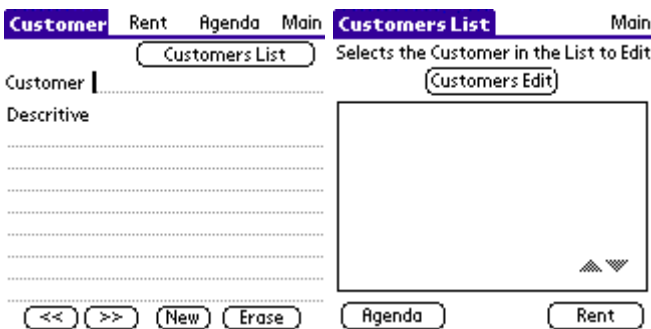 Customer Rent Agenda Main
Customers List
Customer
Descritive
<< >> New Erase
Customers List Main
Selects the Customer in the List to Edit
Customers Edit
Agenda Rent